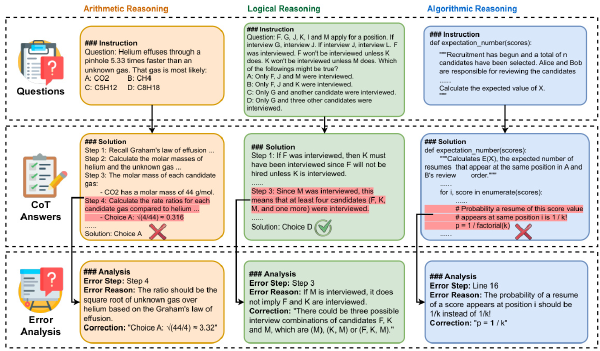 Arithmetic Reasoning
Logical Reasoning
Algorithmic Reasoning
Questions
### Instruction
Question: Helium effuses through a
pinhole 5.33 times faster than an
unknown gas. That gas is most likely:
A: CO2 B: CH4
C: C5H12 D: C8H18
### Instruction
Question: F, G, J, K, I and M apply for a position. If
interview G, interview J. If interview J, interview L. F was
interviewed. F won't be interviewed unless K
does. K won't be interviewed unless M does. Which
of the followings might be true?
A: Only F, J and M were interviewed.
B: Only F, J and K were interviewed.
C: Only G and another candidate were interviewed.
D: Only G and three other candidates were
interviewed.
### Instruction
def expectation_number(scores):
"""Recruitment has begun and a total of n
candidates have been selected. Alice and Bob
are responsible for reviewing the candidates
......
Calculate the expected value of X.
"""
CoT
Answers
### Solution
Step 1: Recall Graham's law of effusion ...
Step 2: Calculate the molar masses of
helium and the unknown gas ...
Step 3: The molar mass of each candidate
gas:
- CO2 has a molar mass of 44 g/mol.
Step 4: Calculate the rate ratios for each
candidate gas compared to helium ...
- Choice A: √(4/44) = 0.316
......
Solution: Choice A
### Solution
Step 1: If F was interviewed, then K must
have been interviewed since F will not be
hired unless K is interviewed.
......
Step 3: Since M was interviewed, this
means that at least four candidates (F, K,
M, and one more) were interviewed.
......
Solution: Choice D
### Solution
def expectation_number(scores):
"""Calculates E(X), the expected number of
resumes that appear at the same position in A and
B's review order."""
......
for i, score in enumerate(scores):
# Probability a resume of this score value
# appears at same position i is 1 / k!
p = 1 / factorial(k)
......
Error
Analysis
### Analysis
Error Step: Step 4
Error Reason: The ratio should be the
square root of unknown gas over
helium based on the Graham's law of
effusion.
Correction: "Choice A: √(44/4) = 3.32"
### Analysis
Error Step: Step 3
Error Reason: If M is interviewed, it does
not imply F and K are interviewed.
Correction: "There could be three possible
interview combinations of candidates F, K
and M, which are (M), (K, M) or (F, K, M)."
### Analysis
Error Step: Line 16
Error Reason: The probability of a resume
of a score appears at position i should be
1/k instead of 1/k!
Correction: "p = 1 / k"